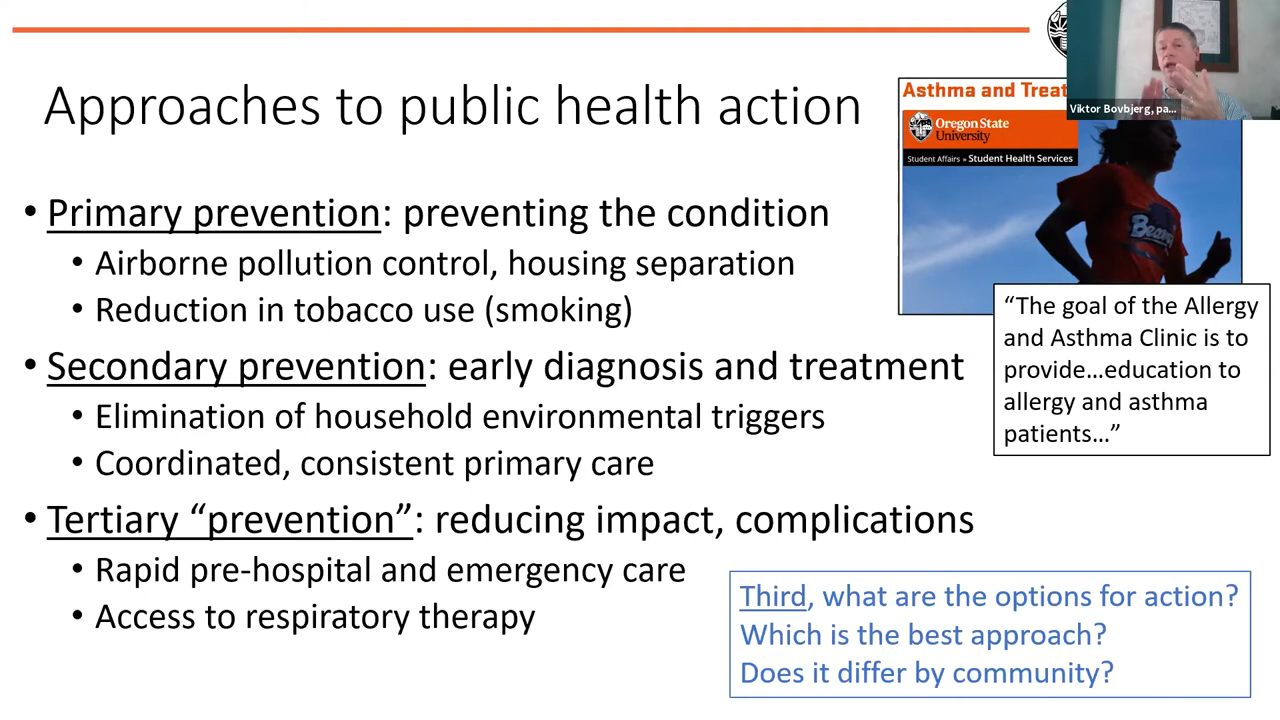 Approaches to public health action
• Primary prevention: preventing the condition
• Airborne pollution control, housing separation
• Reduction in tobacco use (smoking)
• Secondary prevention: early diagnosis and treatment
• Elimination of household environmental triggers
• Coordinated, consistent primary care
• Tertiary “prevention”: reducing impact, complications
• Rapid pre-hospital and emergency care
• Access to respiratory therapy
Asthma and Treat
Oregon State
University
Student Affairs » Student Health Services
Viktor Bovbjerg, pa...
“The goal of the Allergy
and Asthma Clinic is to
provide…education to
allergy and asthma
patients…”
Third, what are the options for action?
Which is the best approach?
Does it differ by community?